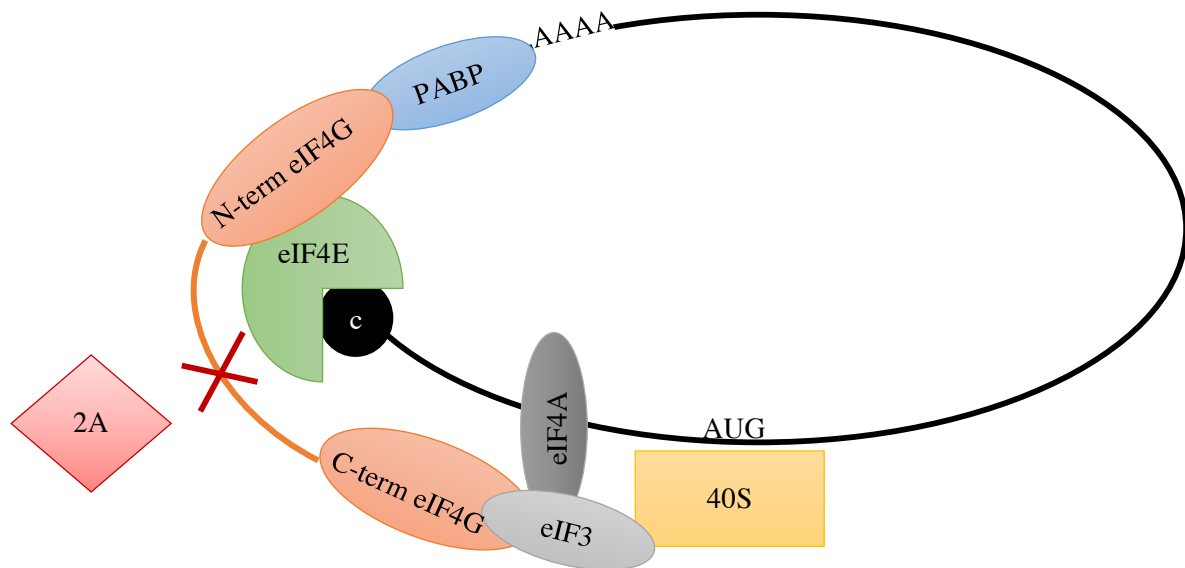 AAAA
PABP
N-term eIF4G
eIF4E
c
2A
eIF4A
AUG
C-term eIF4G
eIF3
40S